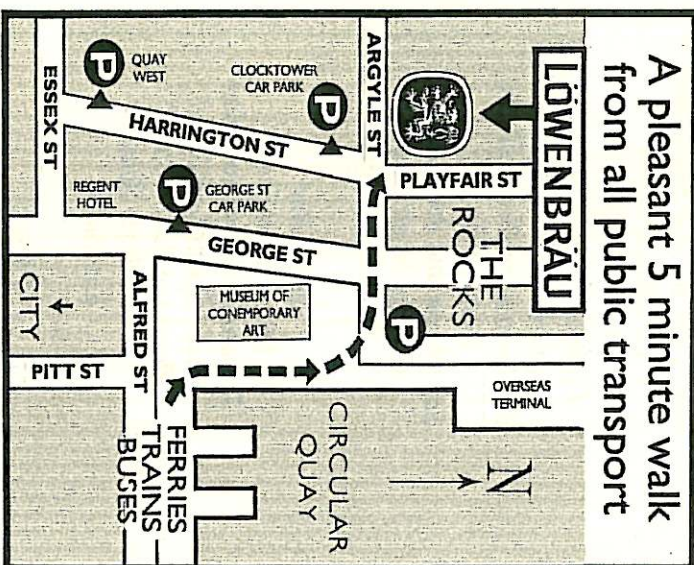 A pleasant 5 minute walk
from all public transport
LÖWENBRÄU
ARGYLE ST
PLAYFAIR ST
THE
ROCKS
CLOCKTOWER
CAR PARK
P
QUAY
WEST
P
HARRINGTON ST
ESSEX ST
P
GEORGE ST
CAR PARK
REGENT
HOTEL
GEORGE ST
P
MUSEUM OF
CONEMPORARY
ART
OVERSEAS
TERMINAL
N
CIRCULAR
QUAY
ALFRED ST
FERRIES
TRAINS
BUSES
CITY
PITT ST